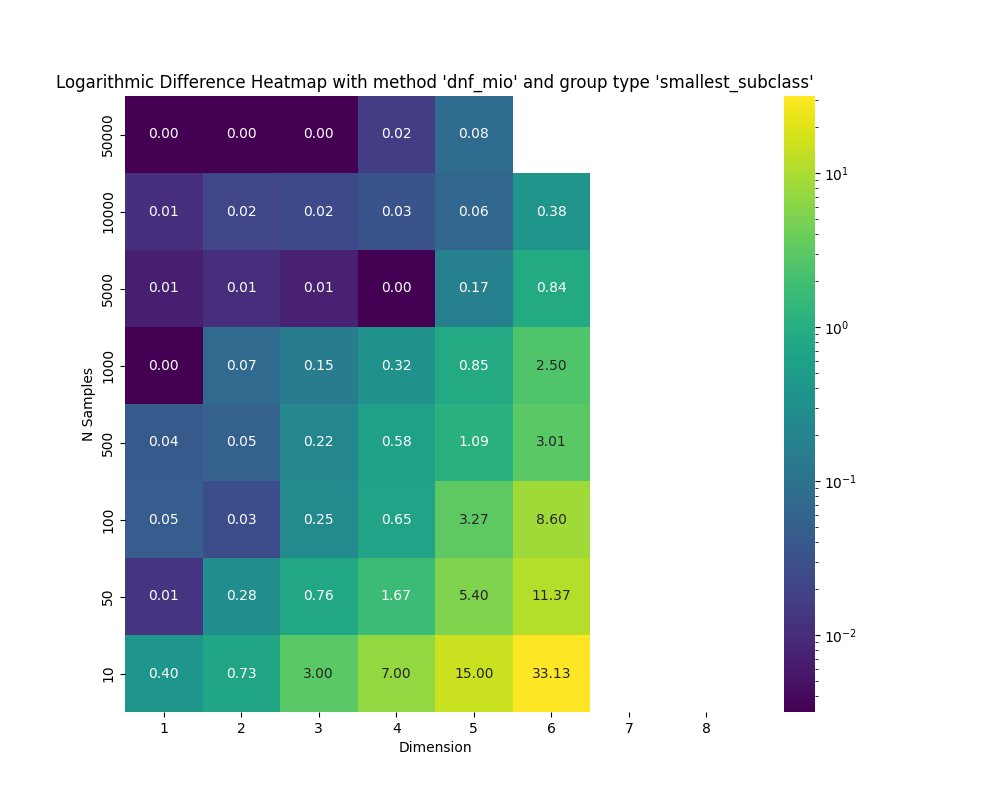 Logarithmic Difference Heatmap with method 'dnf_mio' and group type 'smallest_subclass'
50000 0.00 0.00 0.00 0.02 0.08
10000 0.01 0.02 0.02 0.03 0.06 0.38
5000 0.01 0.01 0.01 0.00 0.17 0.84
1000 0.00 0.07 0.15 0.32 0.85 2.50
500 0.04 0.05 0.22 0.58 1.09 3.01
100 0.05 0.03 0.25 0.65 3.27 8.60
50 0.01 0.28 0.76 1.67 5.40 11.37
10 0.40 0.73 3.00 7.00 15.00 33.13
1 2 3 4 5 6 7 8
Dimension
N Samples
10¹
10⁰
10⁻¹
10⁻²